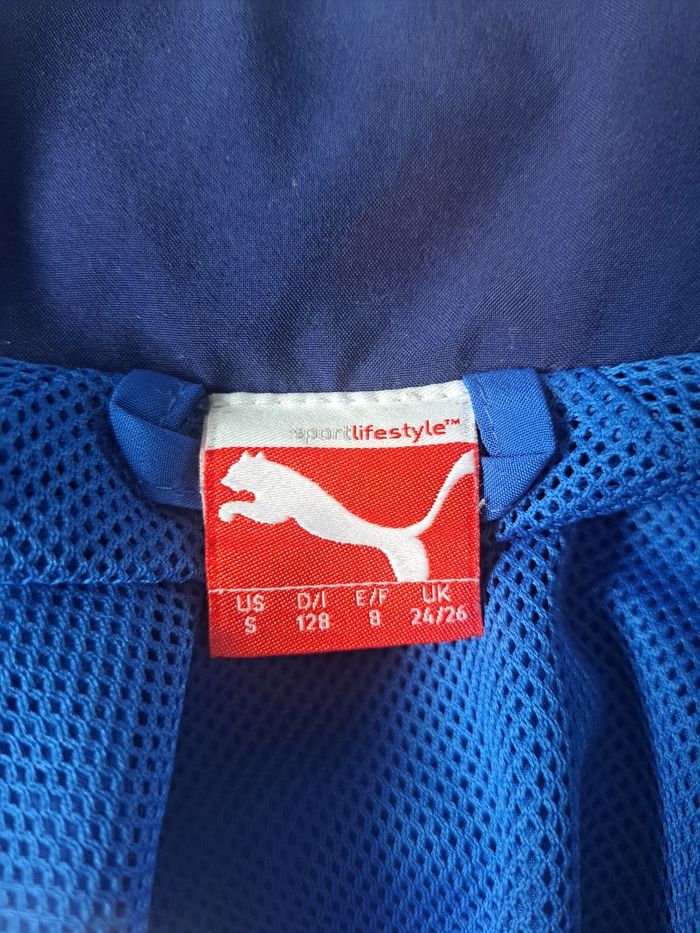 sportlifestyle™
US D/I E/F UK
S 128 8 24/26